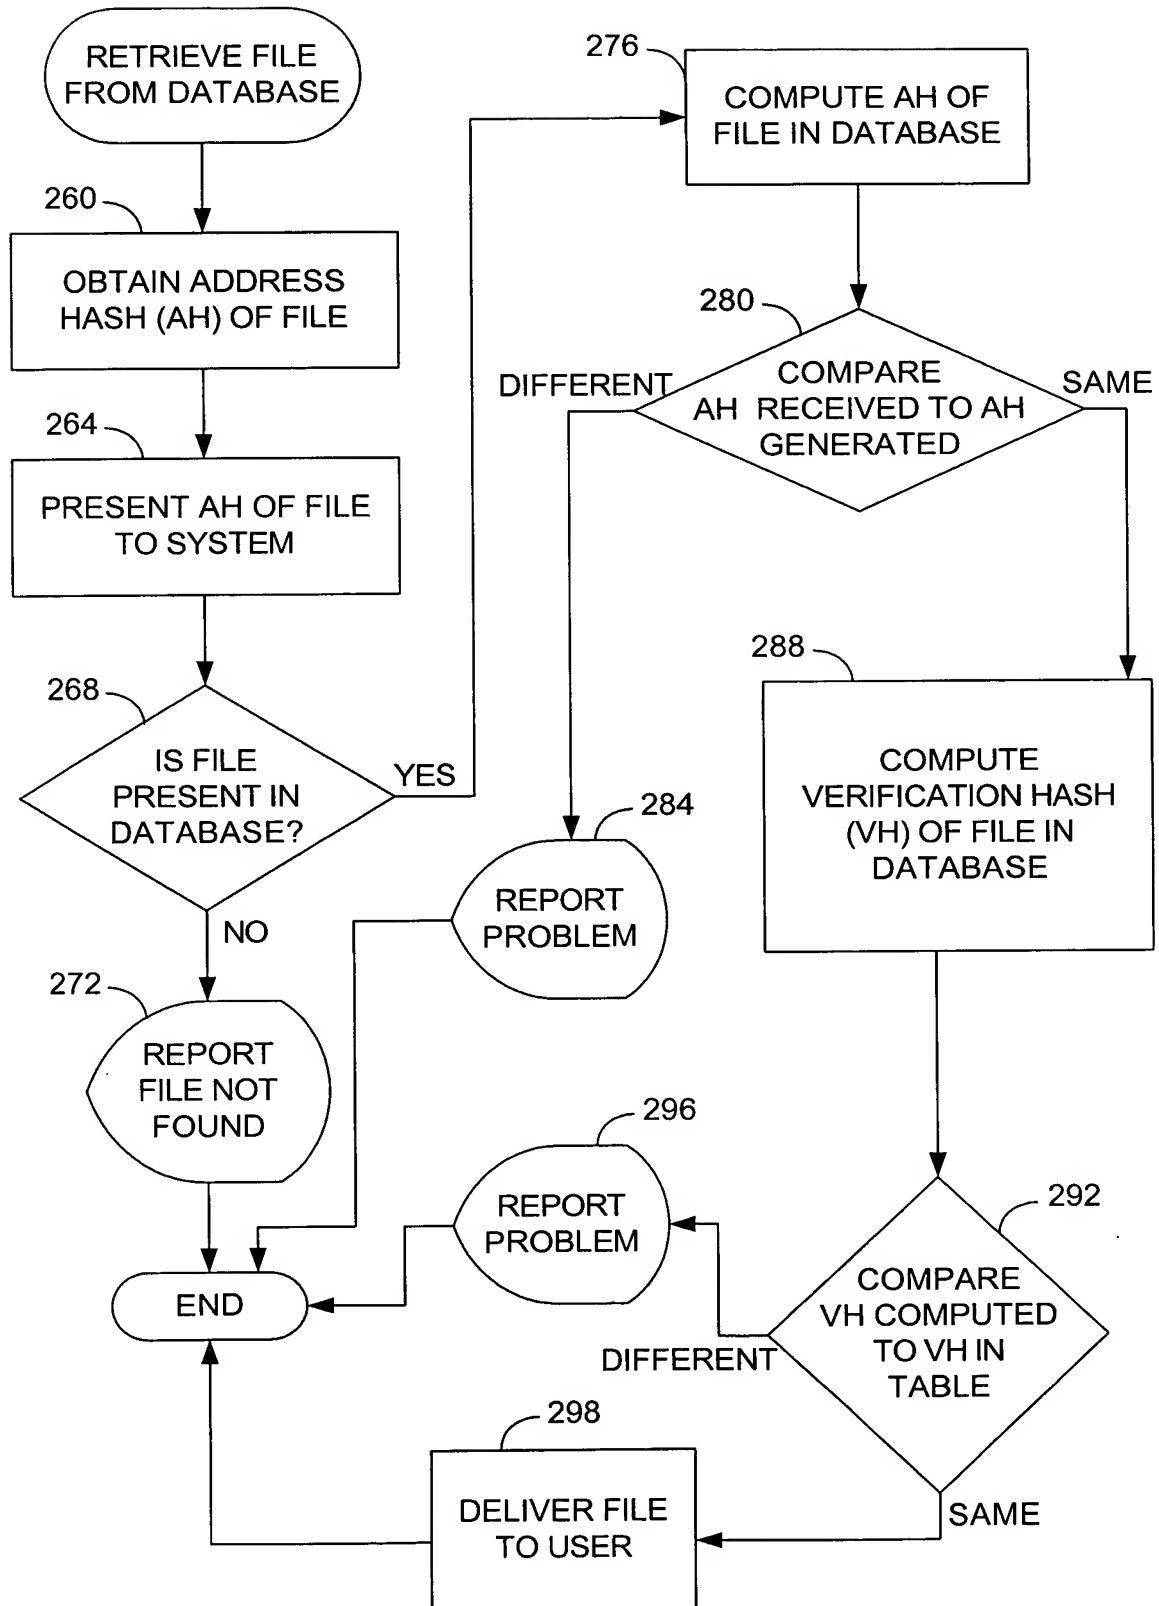 RETRIEVE FILE
FROM DATABASE
260
OBTAIN ADDRESS
HASH (AH) OF FILE
264
PRESENT AH OF FILE
TO SYSTEM
268
IS FILE
PRESENT IN
DATABASE?
YES
NO
272
REPORT
FILE NOT
FOUND
END
276
COMPUTE AH OF
FILE IN DATABASE
280
COMPARE
AH RECEIVED TO AH
GENERATED
DIFFERENT
SAME
284
REPORT
PROBLEM
288
COMPUTE
VERIFICATION HASH
(VH) OF FILE IN
DATABASE
292
COMPARE
VH COMPUTED
TO VH IN
TABLE
DIFFERENT
SAME
296
REPORT
PROBLEM
298
DELIVER FILE
TO USER